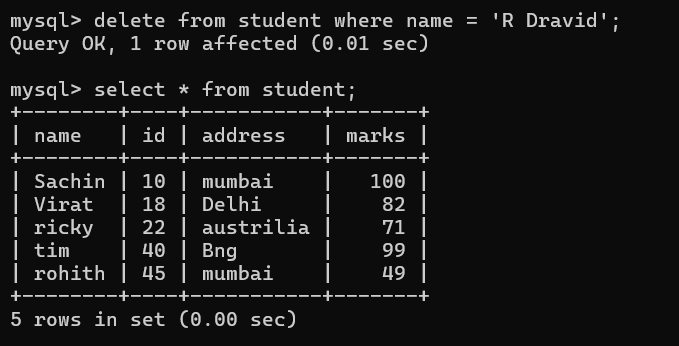 mysql> delete from student where name = 'R Dravid';
Query OK, 1 row affected (0.01 sec)
mysql> select * from student;
+--------+----+-----------+-------+
| name   | id | address   | marks |
+--------+----+-----------+-------+
| Sachin | 10 | mumbai    |   100 |
| Virat  | 18 | Delhi     |    82 |
| ricky  | 22 | austrilia |    71 |
| tim    | 40 | Bng       |    99 |
| rohith | 45 | mumbai    |    49 |
+--------+----+-----------+-------+
5 rows in set (0.00 sec)